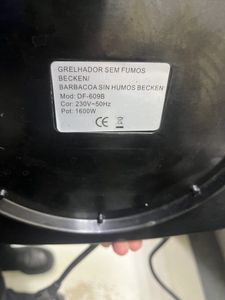 GRELHADOR SEM FUMOS
BECKEN/
BARBACOA SIN HUMOS BECKEN
Mod: DF-609B
Cor: 230V~50Hz
Pot: 1600W
CE